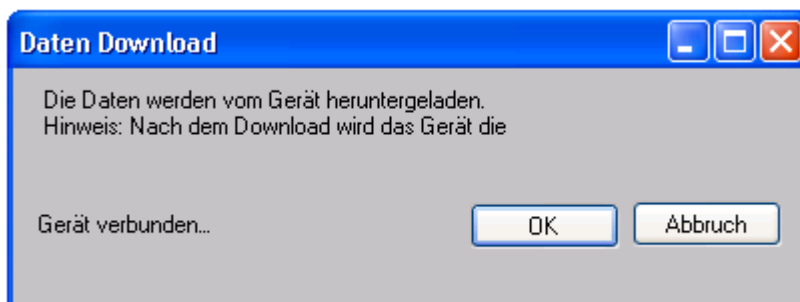 Daten Download
Die Daten werden vom Gerät heruntergeladen.
Hinweis: Nach dem Download wird das Gerät die
Gerät verbunden...
OK
Abbruch